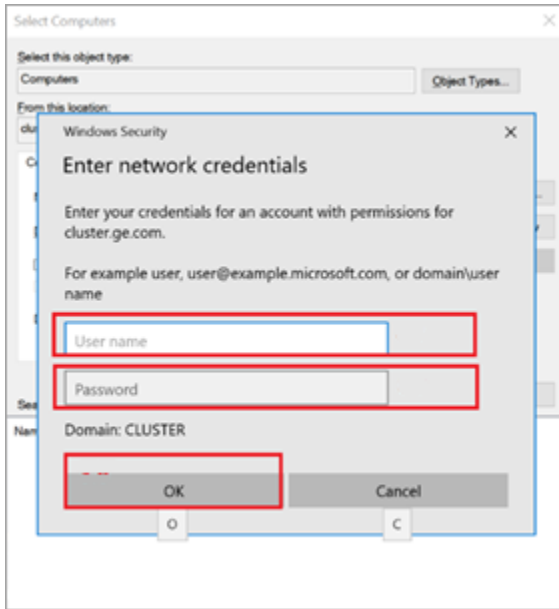 Select Computers
Select this object type:
Computers
Object Types...
From this location:
Windows Security
Enter network credentials
Enter your credentials for an account with permissions for
cluster.ge.com.
For example user, user@example.microsoft.com, or domain\user
name
User name
Password
Domain: CLUSTER
OK
Cancel
O
C